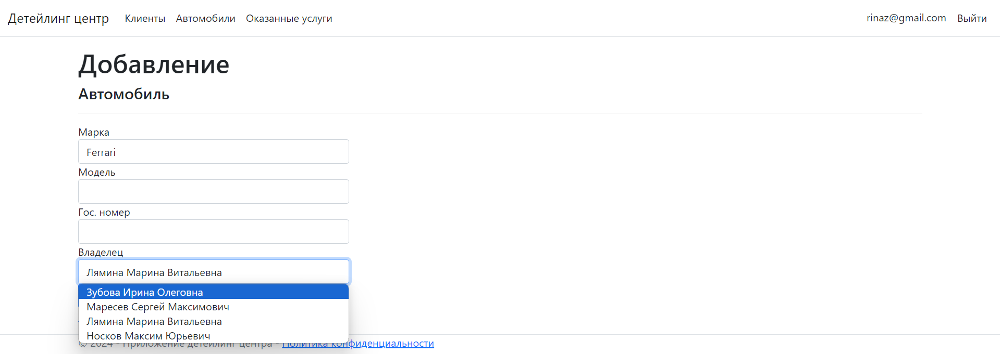 Детейлинг центр Клиенты Автомобили Оказанные услуги rinaz@gmail.com Выйти
Добавление
Автомобиль
Марка
Ferrari
Модель
Гос. номер
Владелец
Лямина Марина Витальевна
Зубова Ирина Олеговна
Маресев Сергей Максимович
Лямина Марина Витальевна
Носков Максим Юрьевич
© 2024 - Приложение детейлинг центра - Политика конфиденциальности